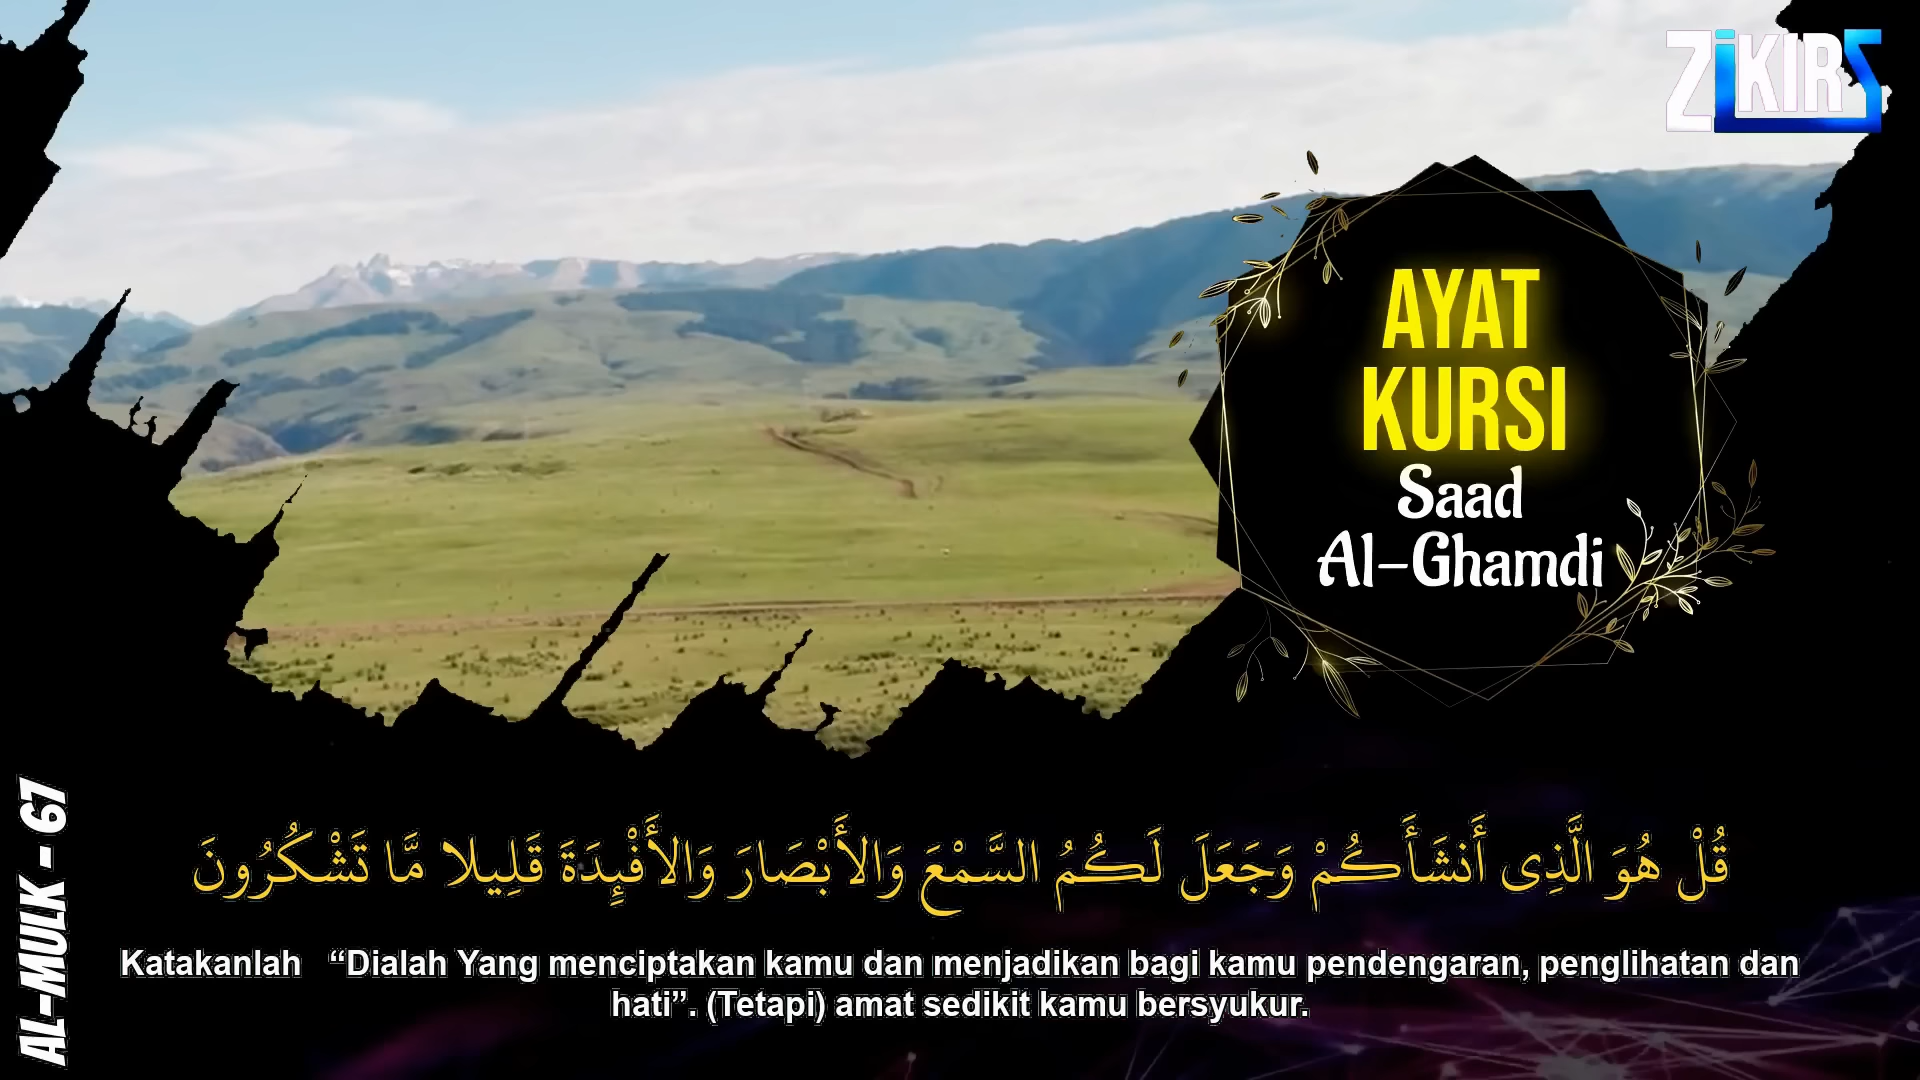 ZiKIRS
AYAT
KURSI
Saad
Al-Ghamdi
قُلْ هُوَ الَّذِى أَنشَأَكُمْ وَجَعَلَ لَكُمُ السَّمْعَ وَالأَبْصَارَ وَالأَفْـِٕدَةَ قَلِيلا مَّا تَشْكُرُونَ
Katakanlah “Dialah Yang menciptakan kamu dan menjadikan bagi kamu pendengaran, penglihatan dan
hati”. (Tetapi) amat sedikit kamu bersyukur.
AL-MULK - 67